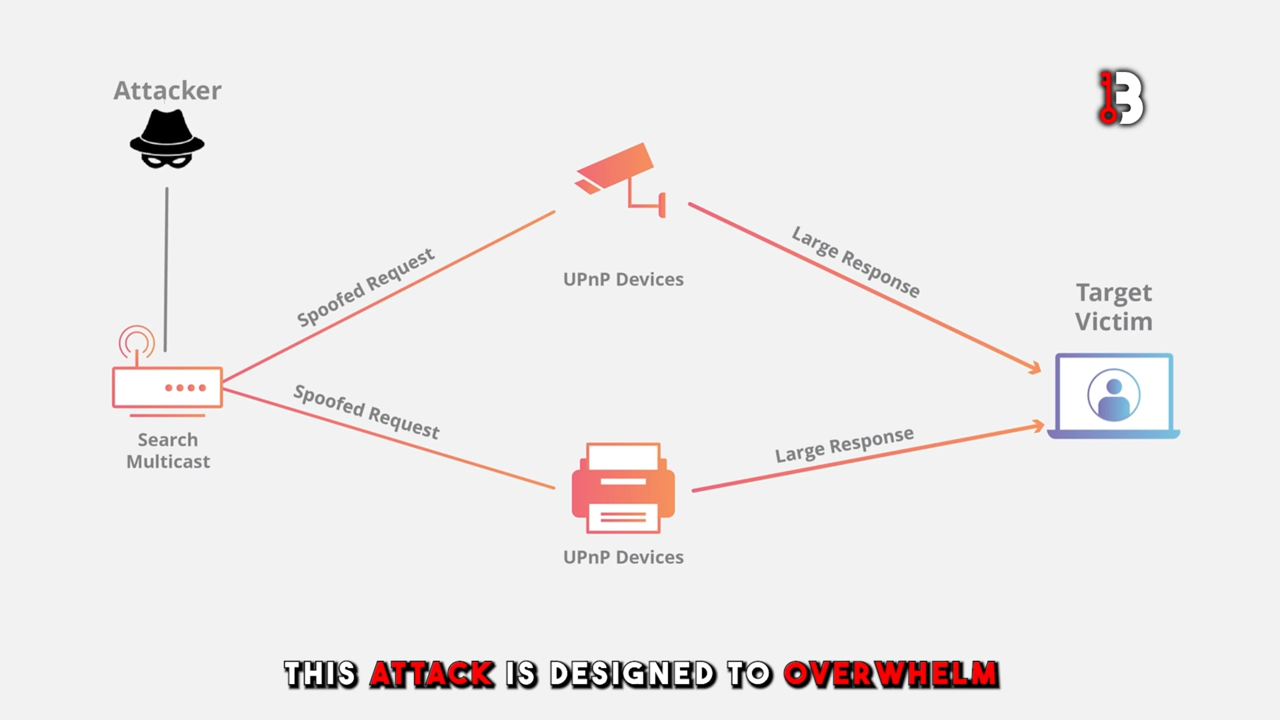 Attacker
B
UPnP Devices
Spoofed Request
Large Response
Target
Victim
Search
Multicast
Spoofed Request
Large Response
UPnP Devices
THIS ATTACK IS DESIGNED TO OVERWHELM